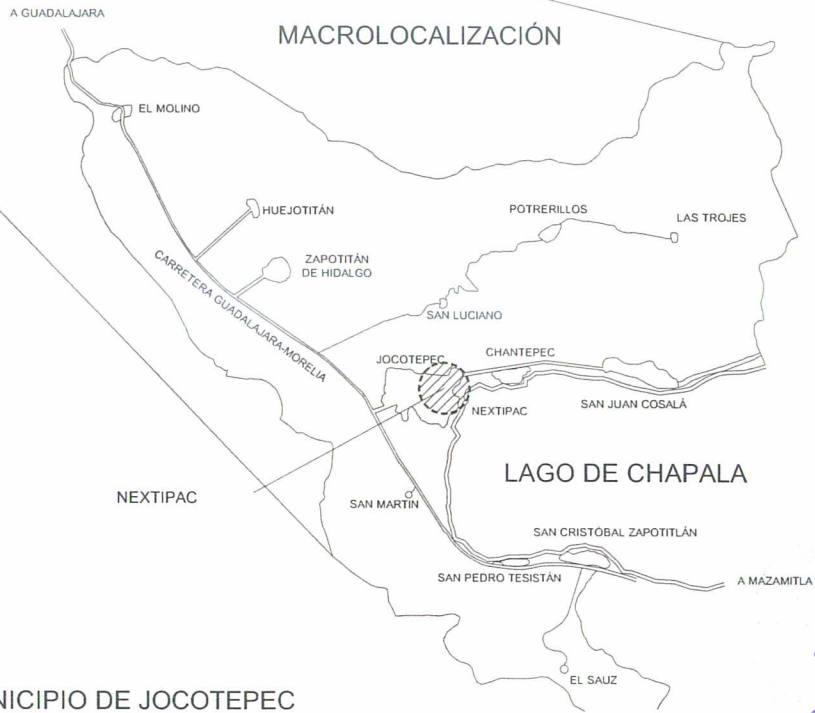 A GUADALAJARA
MACROLOCALIZACIÓN
EL MOLINO
HUEJOTITÁN
POTRERILLOS
LAS TROJES
ZAPOTITÁN
DE HIDALGO
CARRETERA GUADALAJARA-MORELIA
SAN LUCIANO
JOCOTEPEC
CHANTEPEC
SAN JUAN COSALÁ
NEXTIPAC
LAGO DE CHAPALA
NEXTIPAC
SAN MARTIN
SAN CRISTÓBAL ZAPOTITLÁN
SAN PEDRO TESISTÁN
A MAZAMITLA
EL SAUZ
NICIPIO DE JOCOTEPEC